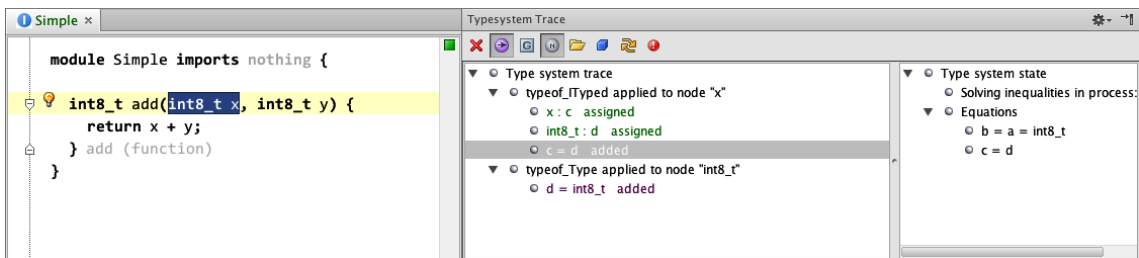 Simple ×
module Simple imports nothing {
int8_t add(int8_t x, int8_t y) {
return x + y;
} add (function)
}
Typesystem Trace
Type system trace
typeof_ITyped applied to node "x"
x : c assigned
int8_t : d assigned
c = d added
typeof_Type applied to node "int8_t"
d = int8_t added
Type system state
Solving inequalities in process:
Equations
b = a = int8_t
c = d